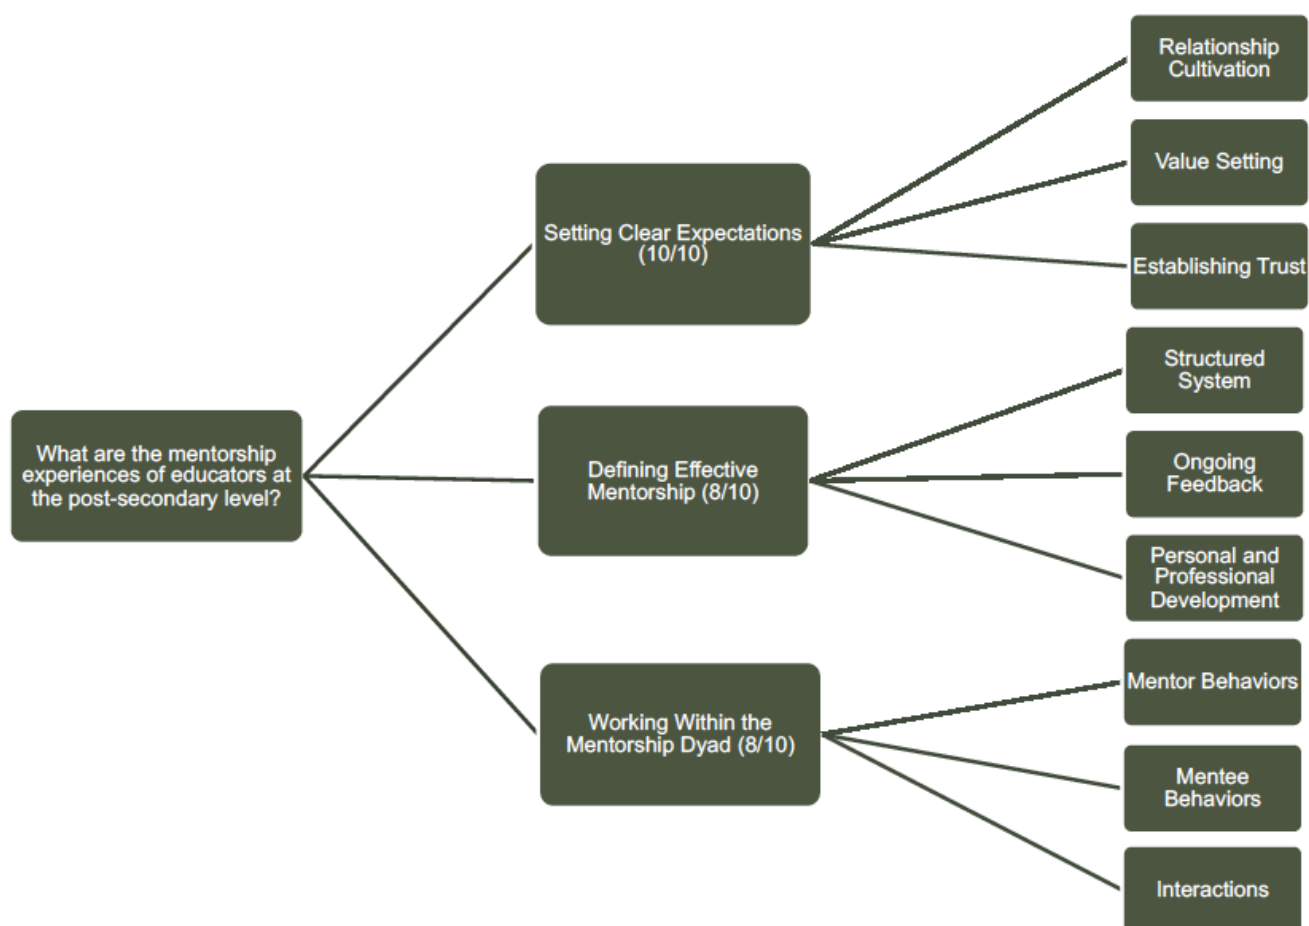 What are the mentorship
experiences of educators at
the post-secondary level?
Setting Clear Expectations
(10/10)
Relationship
Cultivation
Value Setting
Establishing Trust
Defining Effective
Mentorship (8/10)
Structured
System
Ongoing
Feedback
Personal and
Professional
Development
Working Within the
Mentorship Dyad (8/10)
Mentor Behaviors
Mentee
Behaviors
Interactions